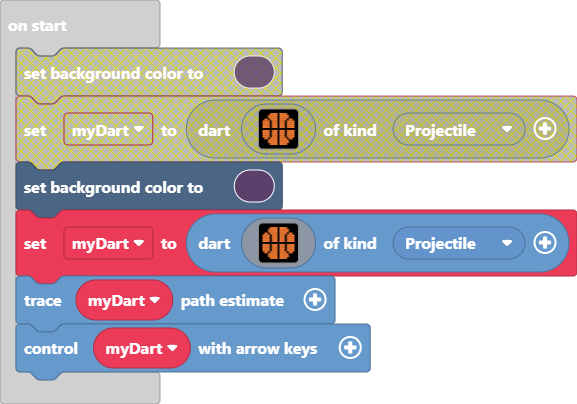 on start
set background color to
set myDart to dart of kind Projectile
set background color to
set myDart to dart of kind Projectile
trace myDart path estimate
control myDart with arrow keys